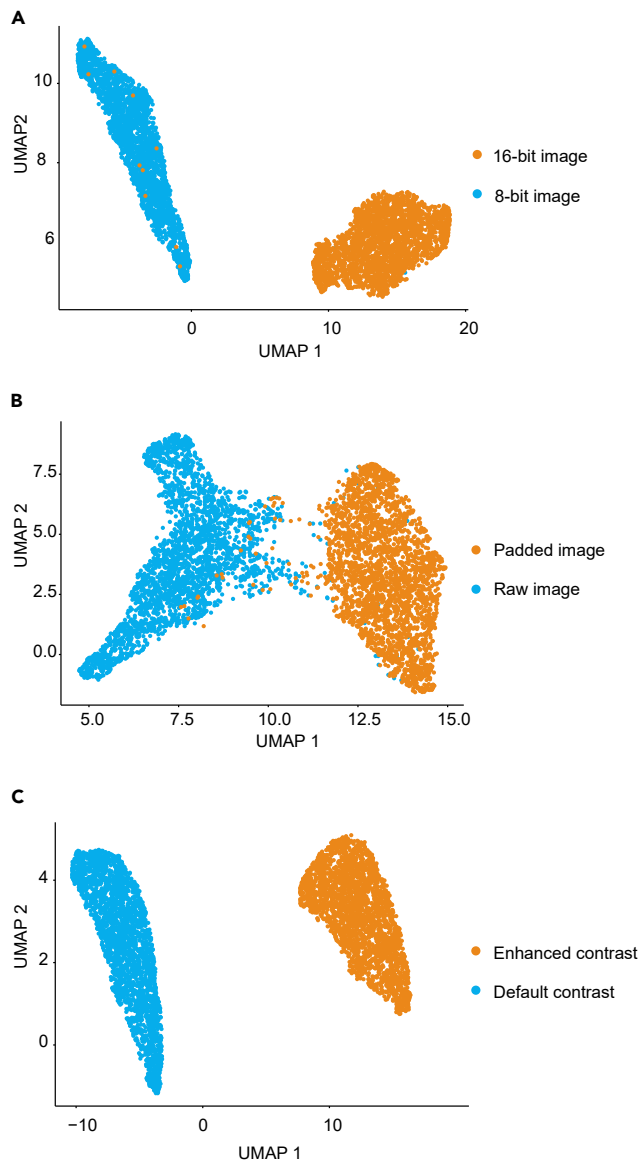 A
10
8
6
UMAP2
0
10
20
UMAP 1
16-bit image
8-bit image
B
7.5
5.0
2.5
0.0
UMAP 2
5.0
7.5
10.0
12.5
15.0
UMAP 1
Padded image
Raw image
C
4
2
0
UMAP 2
−10
0
10
UMAP 1
Enhanced contrast
Default contrast